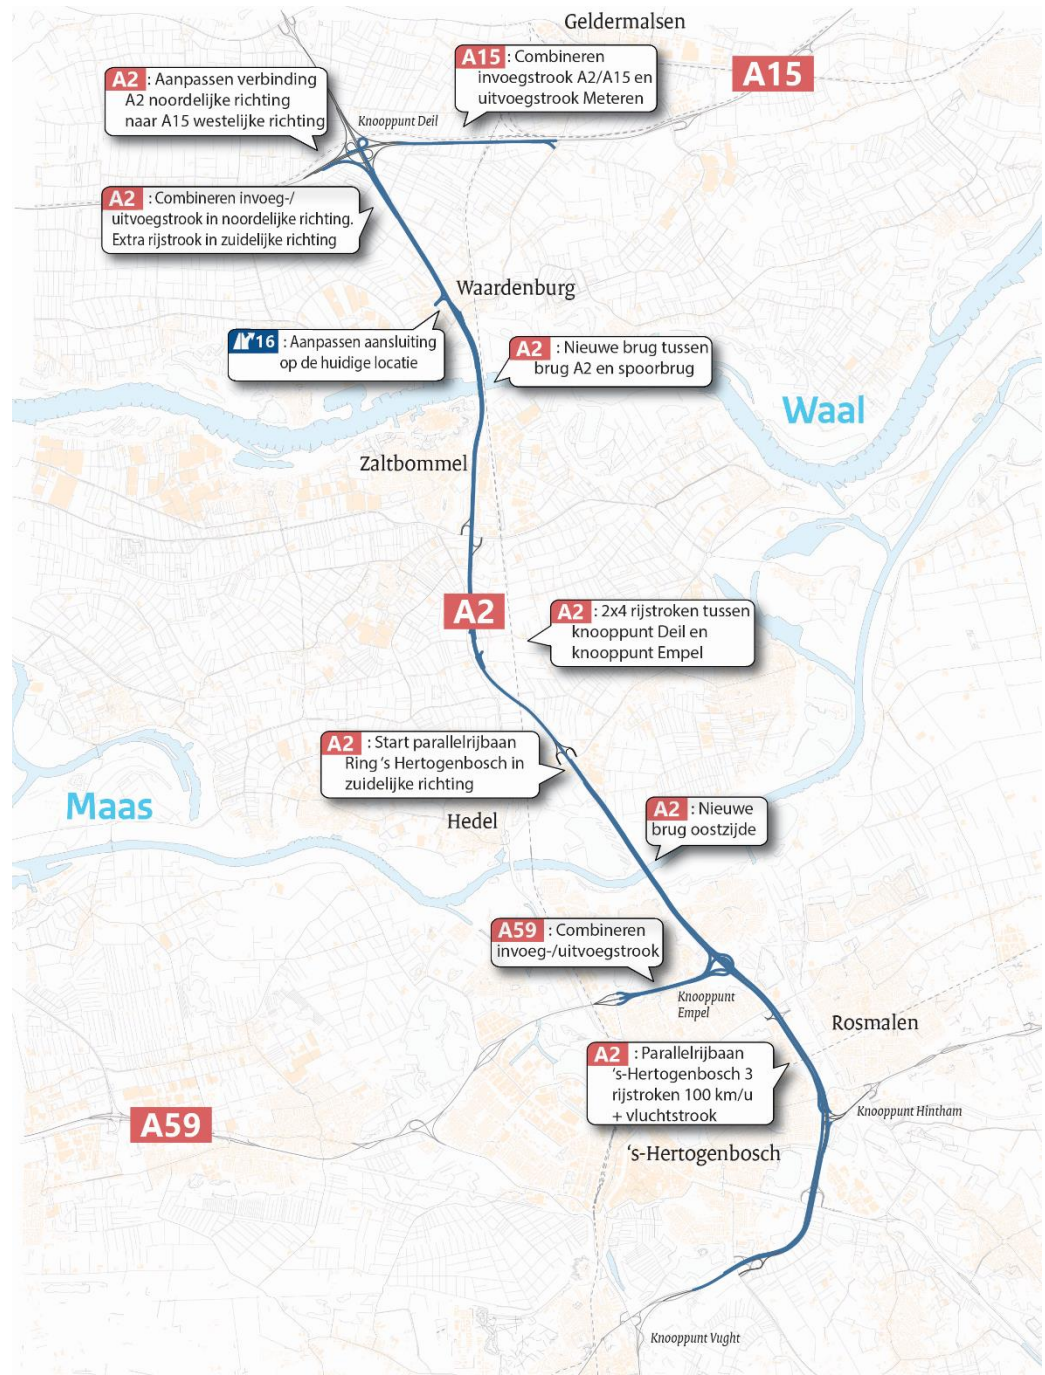 Geldermalsen
A15 : Combineren
invoegstrook A2/A15 en
uitvoegstrook Meteren
A15
A2 : Aanpassen verbinding
A2 noordelijke richting
naar A15 westelijke richting
Knooppunt Deil
A2 : Combineren invoeg-/
uitvoegstrook in noordelijke richting.
Extra rijstrook in zuidelijke richting
Waardenburg
16 : Aanpassen aansluiting
op de huidige locatie
A2 : Nieuwe brug tussen
brug A2 en spoorbrug
Waal
Zaltbommel
A2
A2 : 2x4 rijstroken tussen
knooppunt Deil en
knooppunt Empel
A2 : Start parallelrijbaan
Ring 's Hertogenbosch in
zuidelijke richting
Maas
Hedel
A2 : Nieuwe
brug oostzijde
A59 : Combineren
invoeg-/uitvoegstrook
Knooppunt
Empel
Rosmalen
A2 : Parallelrijbaan
's-Hertogenbosch 3
rijstroken 100 km/u
+ vluchtstrook
A59
Knooppunt Hintham
's-Hertogenbosch
Knooppunt Vught